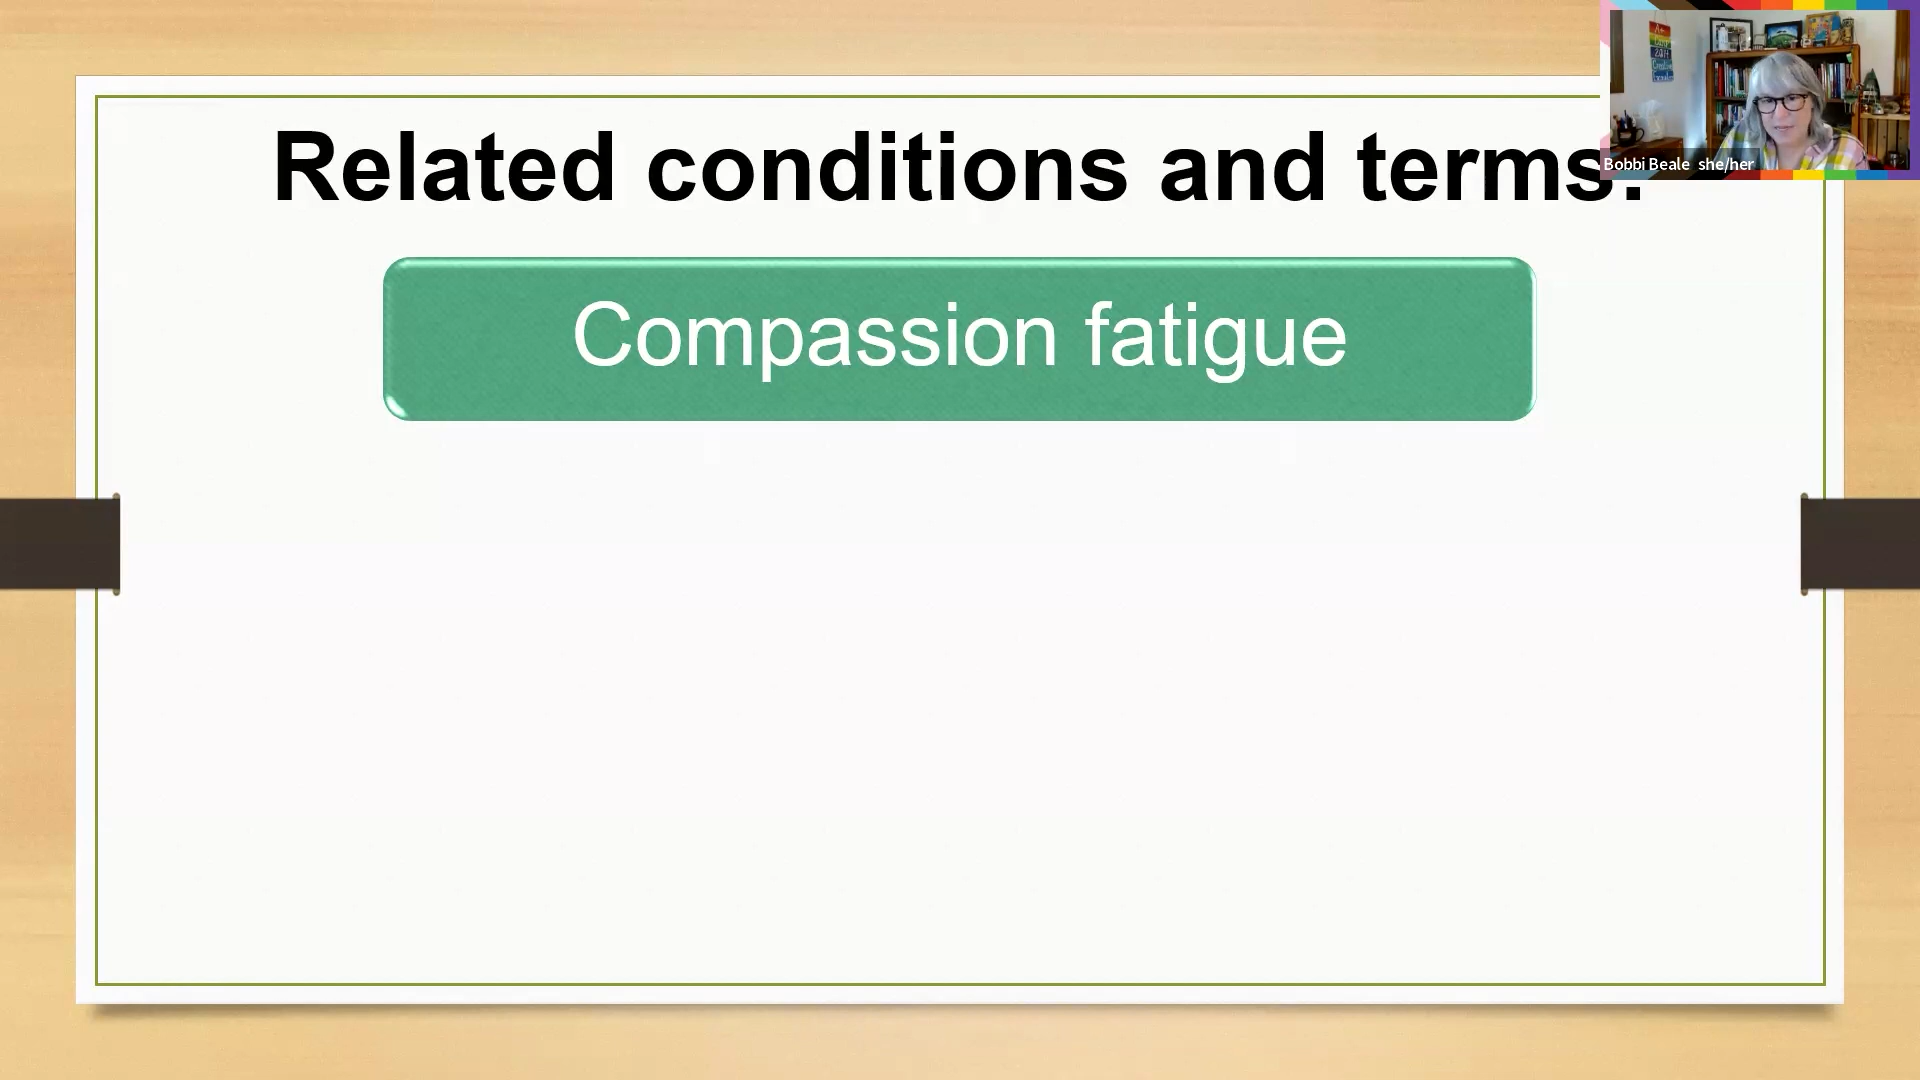 Related conditions and terms:
Compassion fatigue
Bobbi Beale she/her